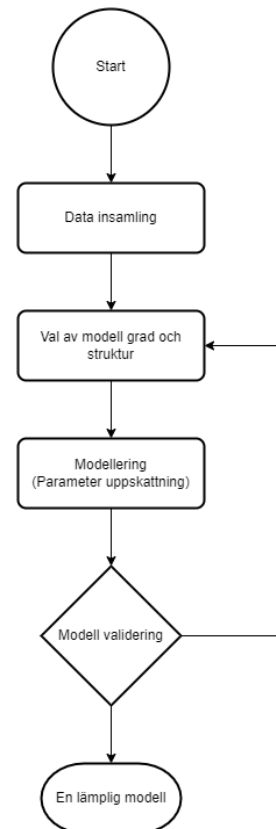 Start
Data insamling
Val av modell grad och
struktur
Modellering
(Parameter uppskattning)
Modell validering
En lämplig modell